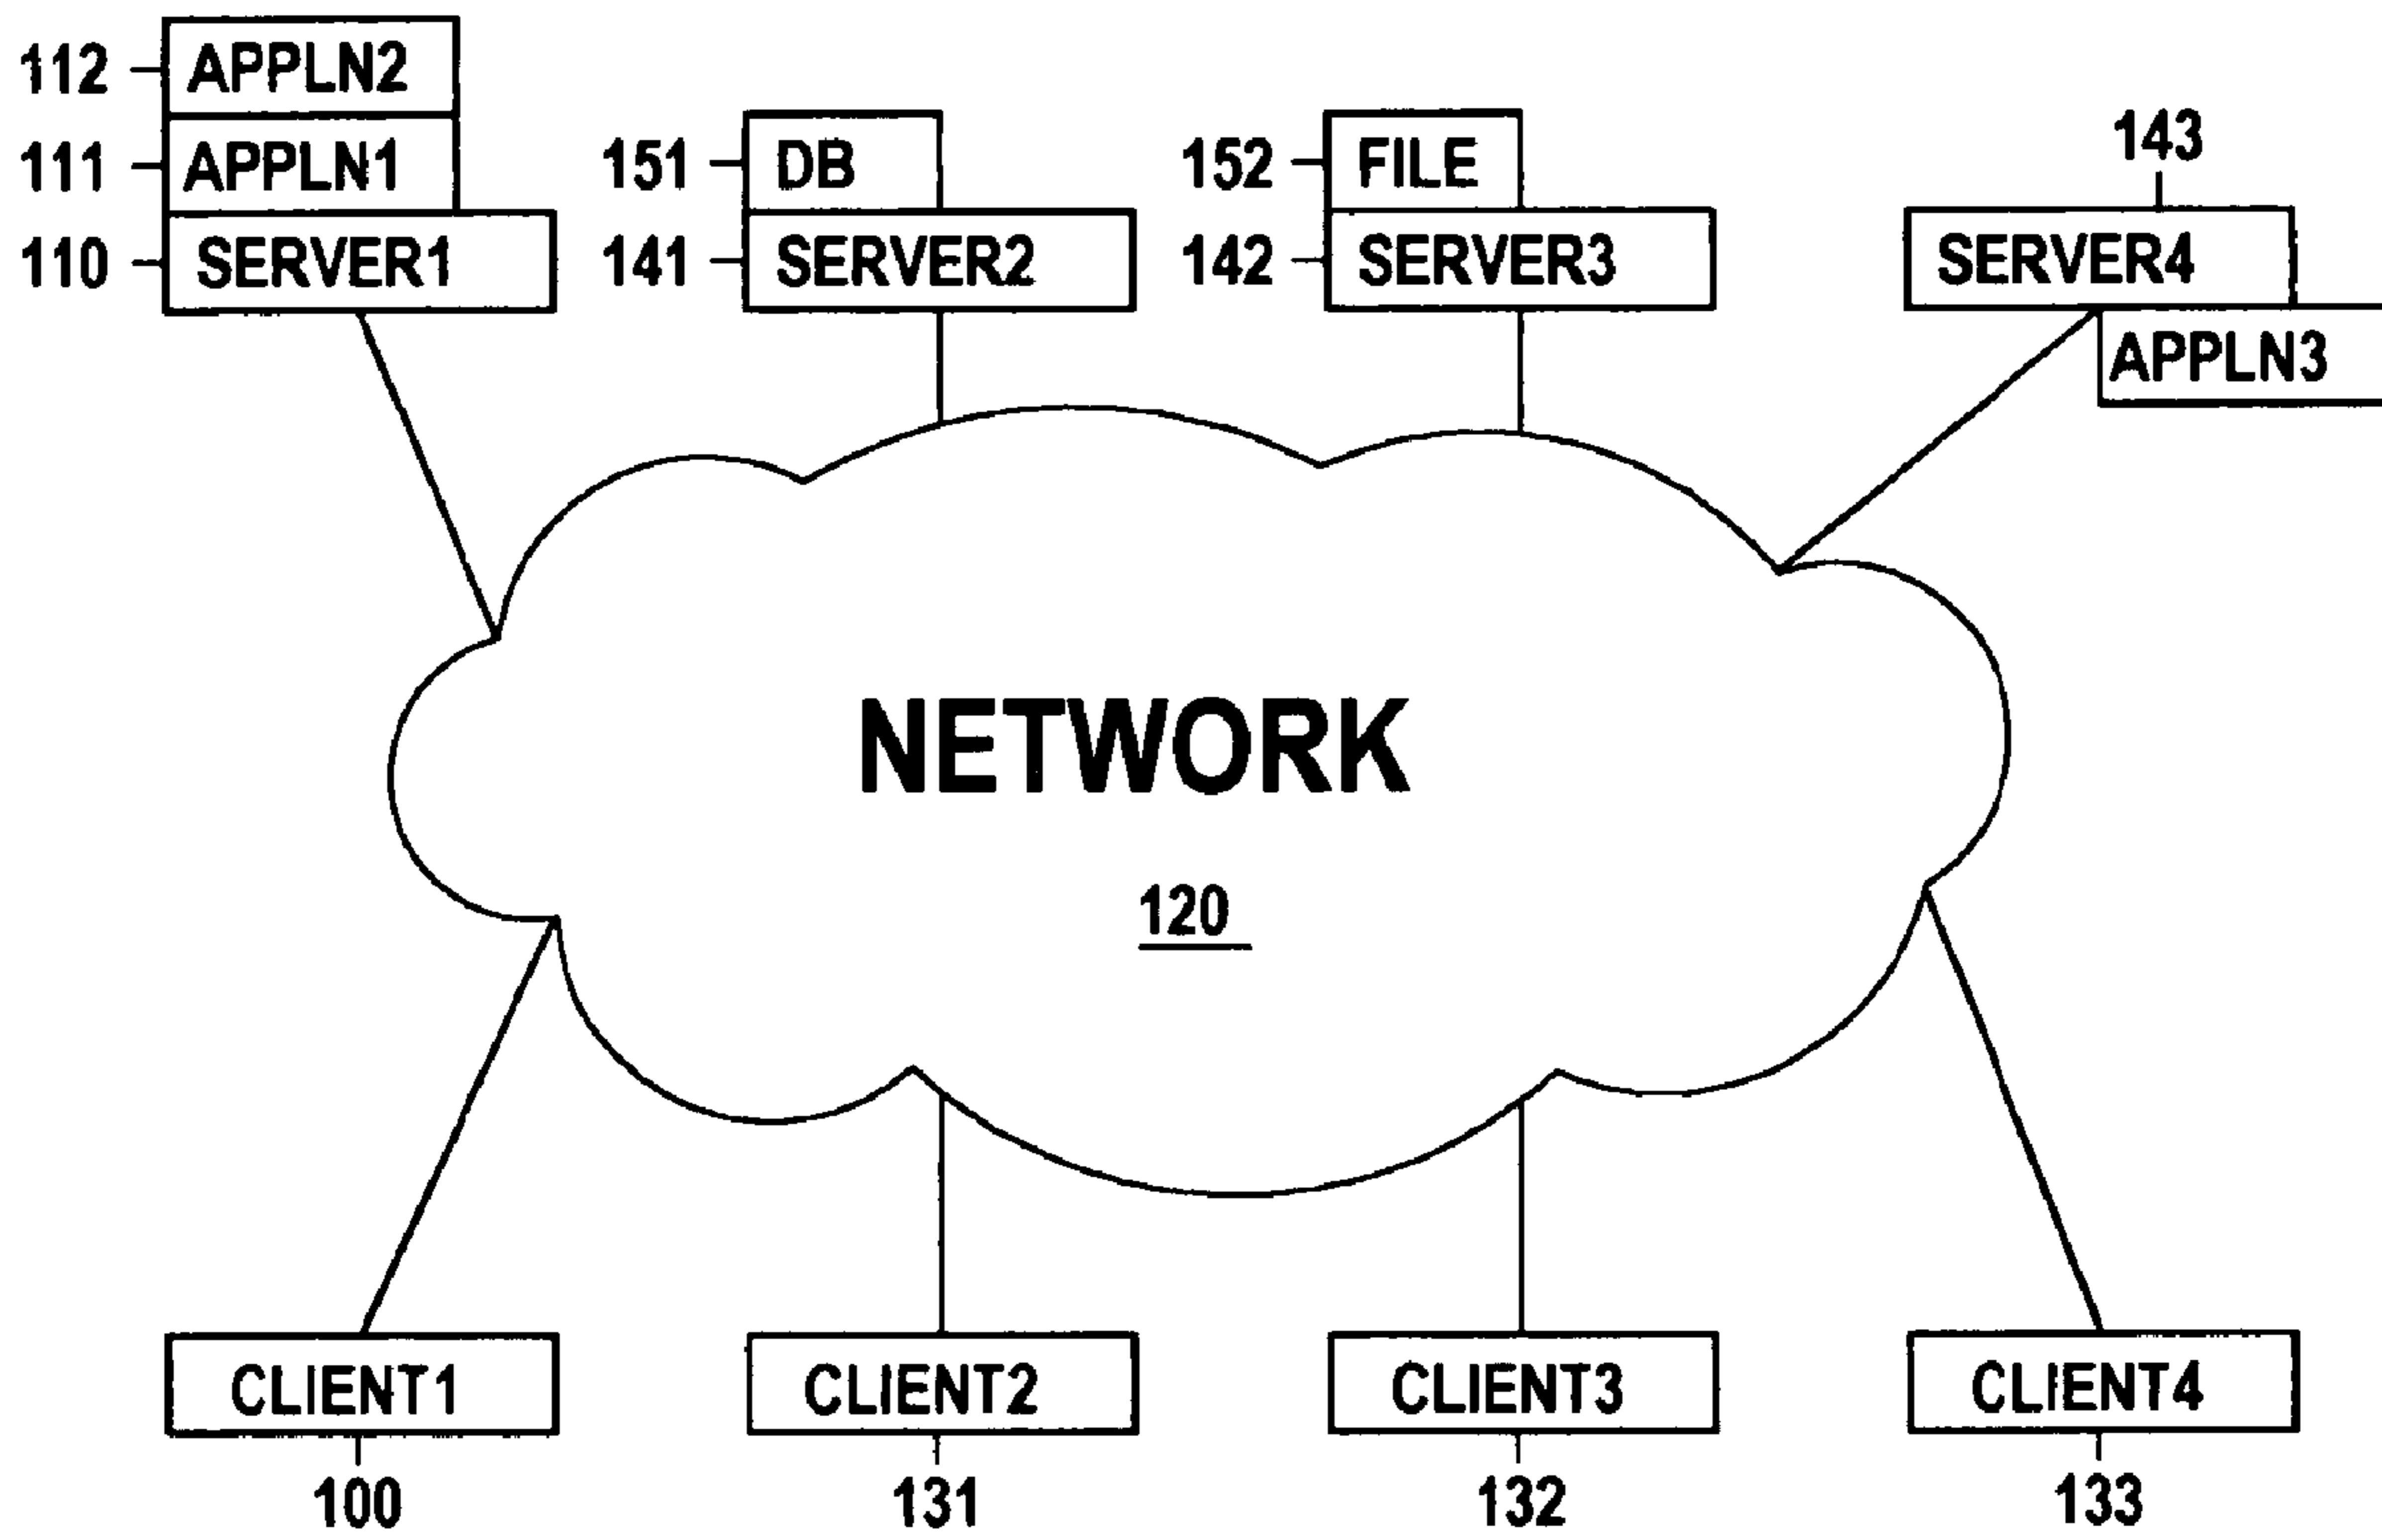 112 APPLN2
111 APPLN1
110 SERVER1
151 DB
141 SERVER2
152 FILE
142 SERVER3
143
SERVER4
APPLN3
NETWORK
120
CLIENT1
CLIENT2
CLIENT3
CLIENT4
100
131
132
133